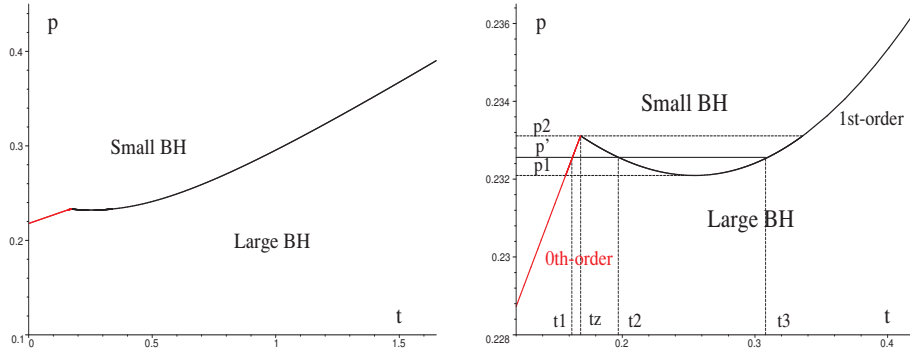 p
0.4
Small BH
0.3
0.2
Large BH
0.1
0
0.5
1
1.5
t
p
0.236
Small BH
0.234
1st-order
p2
p'
p1
0.232
Large BH
0th-order
0.23
t1
tz
t2
t3
t
0.228
0.2
0.3
0.4